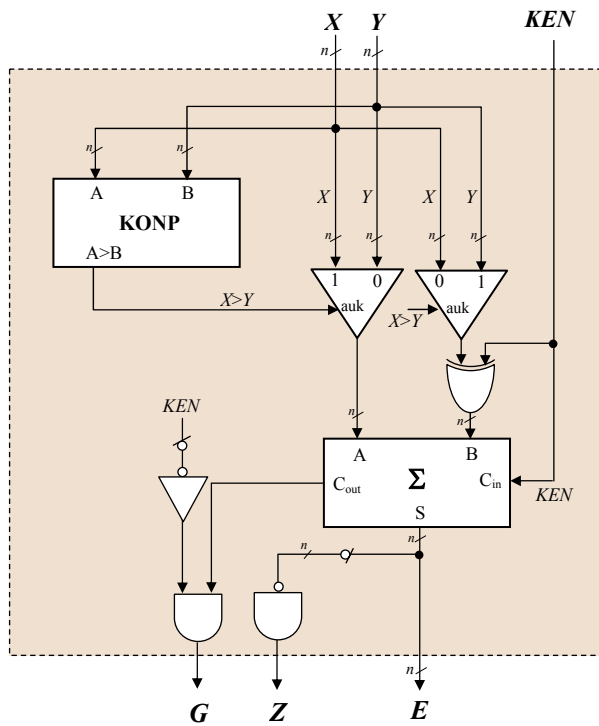 X Y KEN
n n
n n
A B
KONP
A>B
X Y X Y
n n n n
1 0 0 1
auk auk
X>Y X>Y
KEN
n n
A B
Cout Σ Cin
KEN
S
n
n
n
G Z E